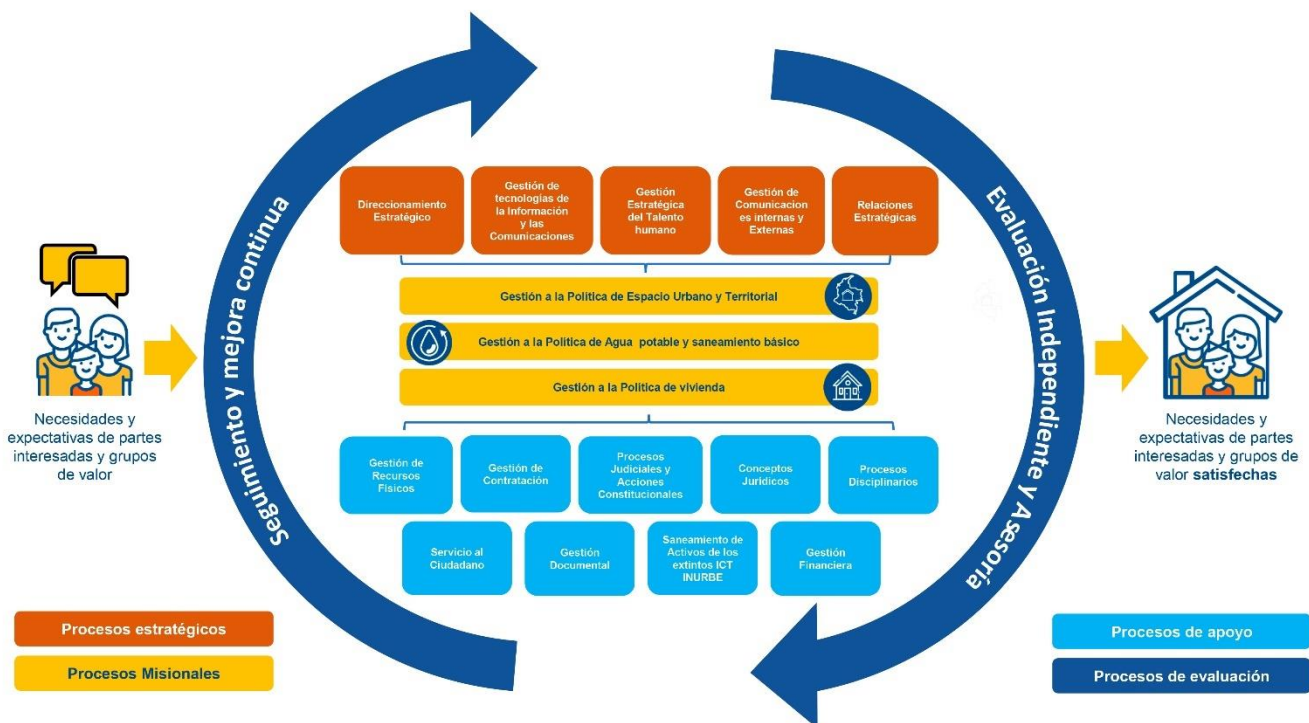 Seguimiento y mejora continua
Evaluación Independiente y Asesoría
Direccionamiento
Estratégico
Gestión de
tecnologías de
la Información
y las
Comunicaciones
Gestión
Estratégica
del Talento
humano
Gestión de
Comunicacion
es internas y
Externas
Relaciones
Estratégicas
Gestión a la Política de Espacio Urbano y Territorial
Gestión a la Política de Agua potable y saneamiento básico
Gestión a la Política de vivienda
Necesidades y
expectativas de partes
interesadas y grupos
de valor
Necesidades y
expectativas de partes
interesadas y grupos de
valor satisfechas
Gestión de
Recursos
Físicos
Gestión de
Contratación
Procesos
Judiciales y
Acciones
Constitucionales
Conceptos
Jurídicos
Procesos
Disciplinarios
Servicio al
Ciudadano
Gestión
Documental
Saneamiento de
Activos de los
extintos ICT
INURBE
Gestión
Financiera
Procesos estratégicos
Procesos Misionales
Procesos de apoyo
Procesos de evaluación